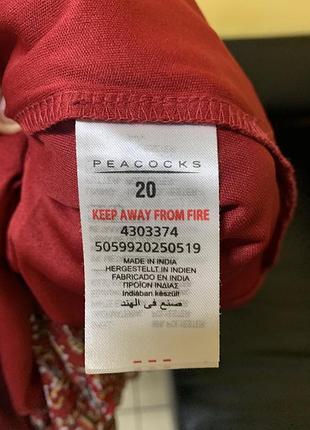 PEACOCKS
20
KEEP AWAY FROM FIRE
4303374
5059920250519
MADE IN INDIA
HERGESTELLT IN INDIEN
FABRICADO EN INDIA
ΠΡΟΪΟΝ ΙΝΔΙΑΣ
Indiában készült
صنع في الهند